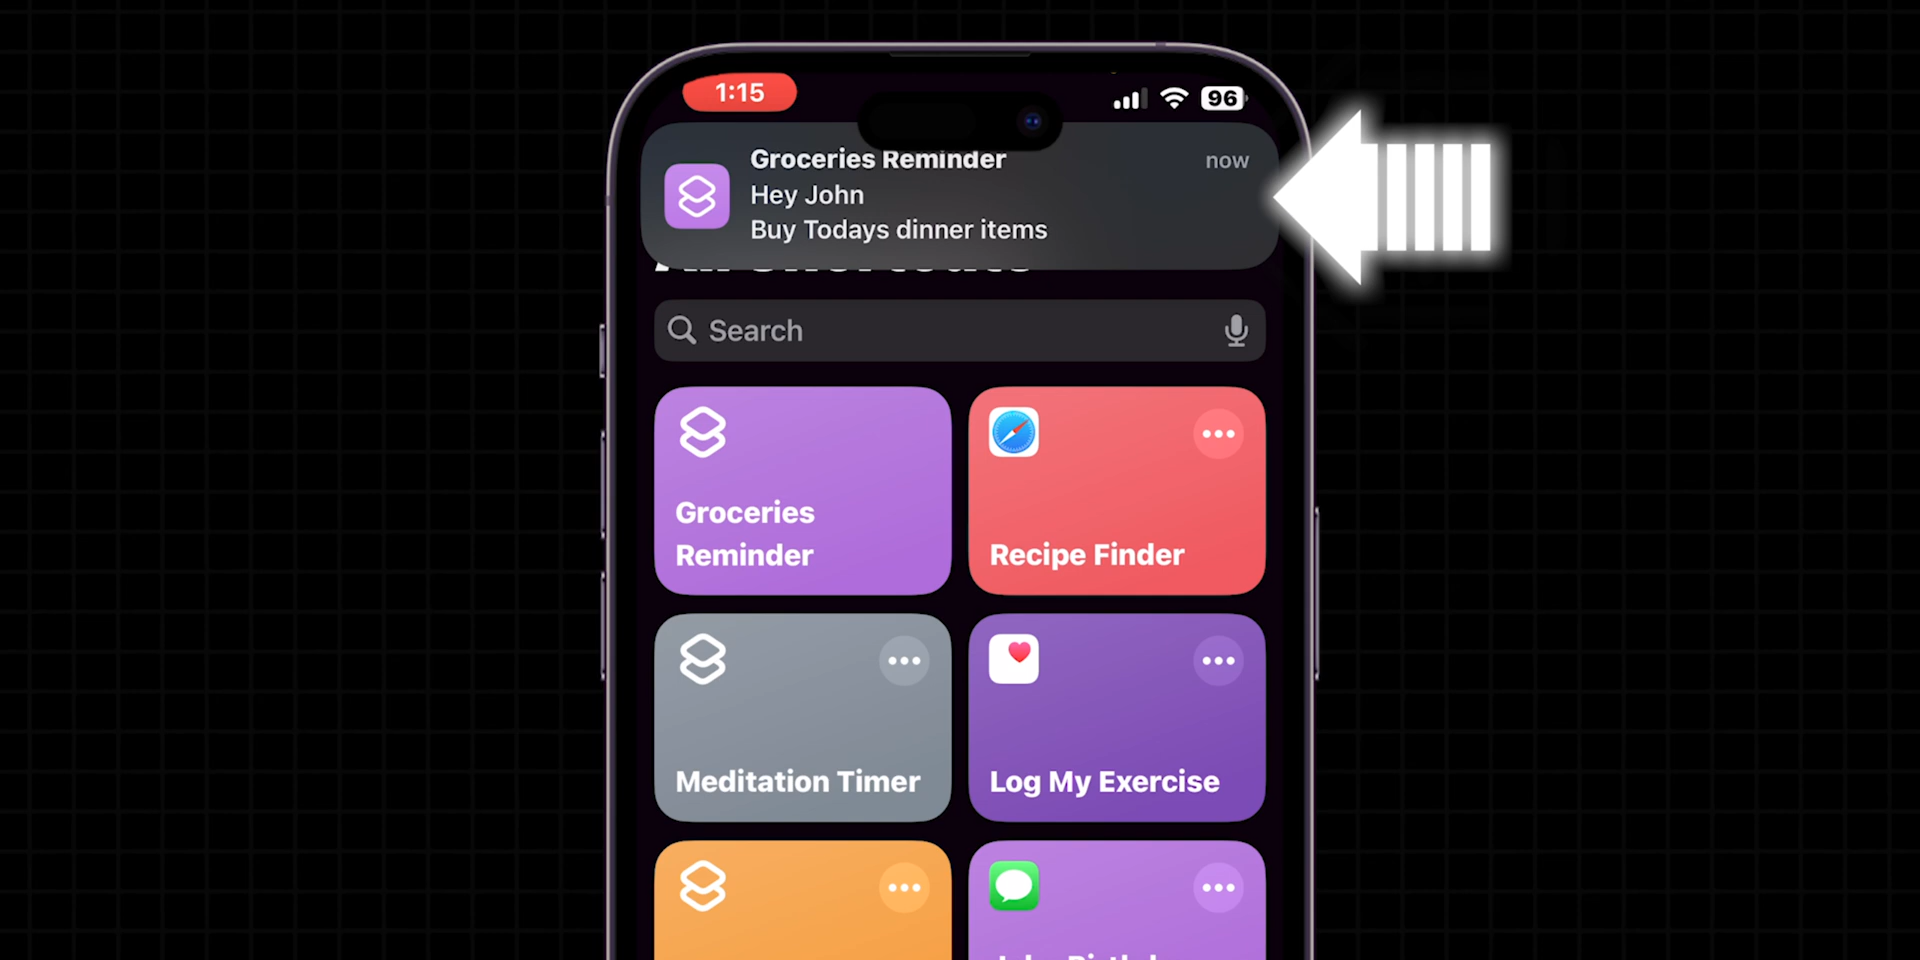 1:15
96
Groceries Reminder
now
Hey John
Buy Todays dinner items
Search
Groceries
Reminder
Recipe Finder
Meditation Timer
Log My Exercise